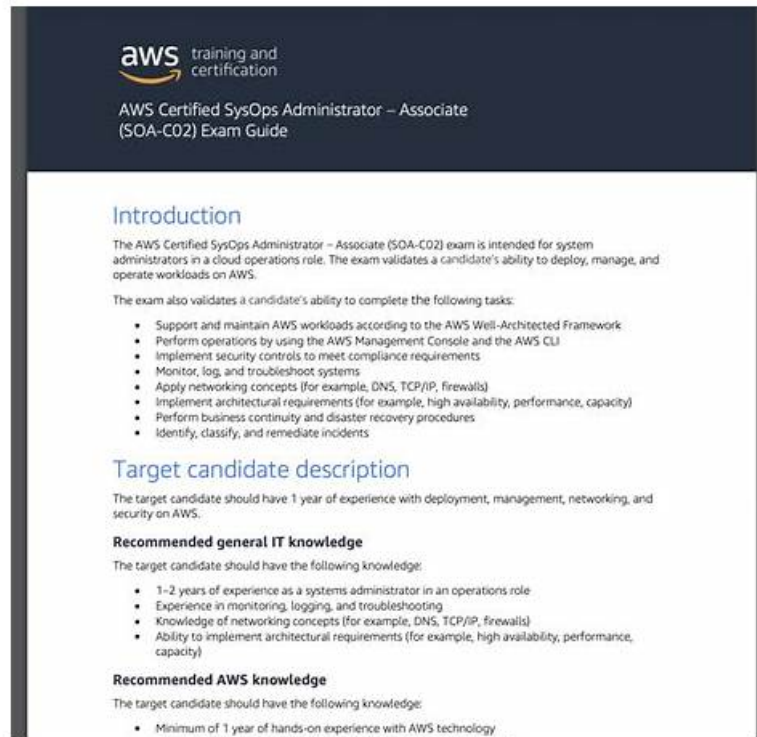 aws training and
certification
AWS Certified SysOps Administrator – Associate
(SOA-C02) Exam Guide
Introduction
The AWS Certified SysOps Administrator – Associate (SOA-C02) exam is intended for system
administrators in a cloud operations role. The exam validates a candidate's ability to deploy, manage, and
operate workloads on AWS.
The exam also validates a candidate's ability to complete the following tasks:
• Support and maintain AWS workloads according to the AWS Well-Architected Framework
• Perform operations by using the AWS Management Console and the AWS CLI
• Implement security controls to meet compliance requirements
• Monitor, log, and troubleshoot systems
• Apply networking concepts (for example, DNS, TCP/IP, firewalls)
• Implement architectural requirements (for example, high availability, performance, capacity)
• Perform business continuity and disaster recovery procedures
• Identify, classify, and remediate incidents
Target candidate description
The target candidate should have 1 year of experience with deployment, management, networking, and
security on AWS.
Recommended general IT knowledge
The target candidate should have the following knowledge:
• 1–2 years of experience as a systems administrator in an operations role
• Experience in monitoring, logging, and troubleshooting
• Knowledge of networking concepts (for example, DNS, TCP/IP, firewalls)
• Ability to implement architectural requirements (for example, high availability, performance,
capacity)
Recommended AWS knowledge
The target candidate should have the following knowledge:
• Minimum of 1 year of hands-on experience with AWS technology